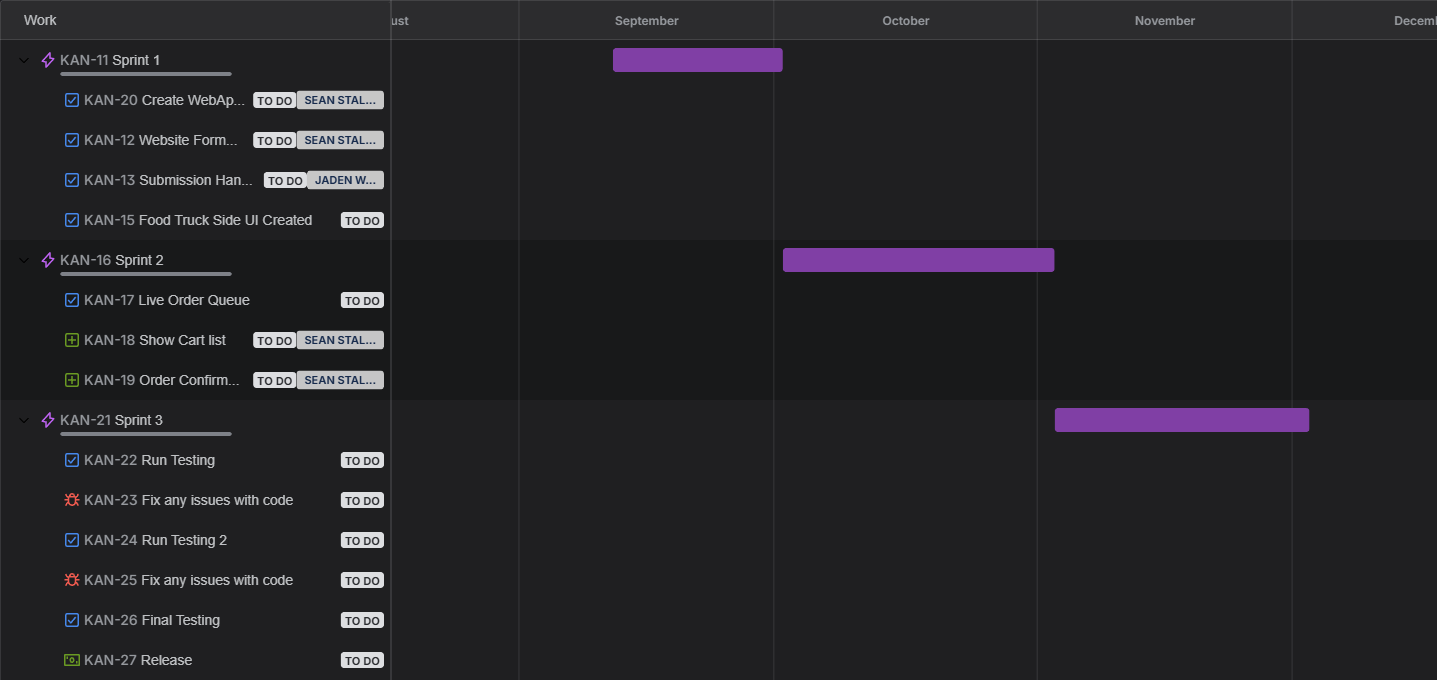 Work ust September October November Decem
KAN-11 Sprint 1
KAN-20 Create WebAp... TO DO SEAN STAL...
KAN-12 Website Form... TO DO SEAN STAL...
KAN-13 Submission Han... TO DO JADEN W...
KAN-15 Food Truck Side UI Created TO DO
KAN-16 Sprint 2
KAN-17 Live Order Queue TO DO
KAN-18 Show Cart list TO DO SEAN STAL...
KAN-19 Order Confirm... TO DO SEAN STAL...
KAN-21 Sprint 3
KAN-22 Run Testing TO DO
KAN-23 Fix any issues with code TO DO
KAN-24 Run Testing 2 TO DO
KAN-25 Fix any issues with code TO DO
KAN-26 Final Testing TO DO
KAN-27 Release TO DO